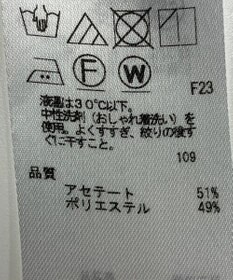 F
W
F23
液温は30℃以下。
中性洗剤(おしゃれ着洗い)を
使用。よくすすぎ、絞りの後す
ぐに干すこと。
109
品質
アセテート 51%
ポリエステル 49%